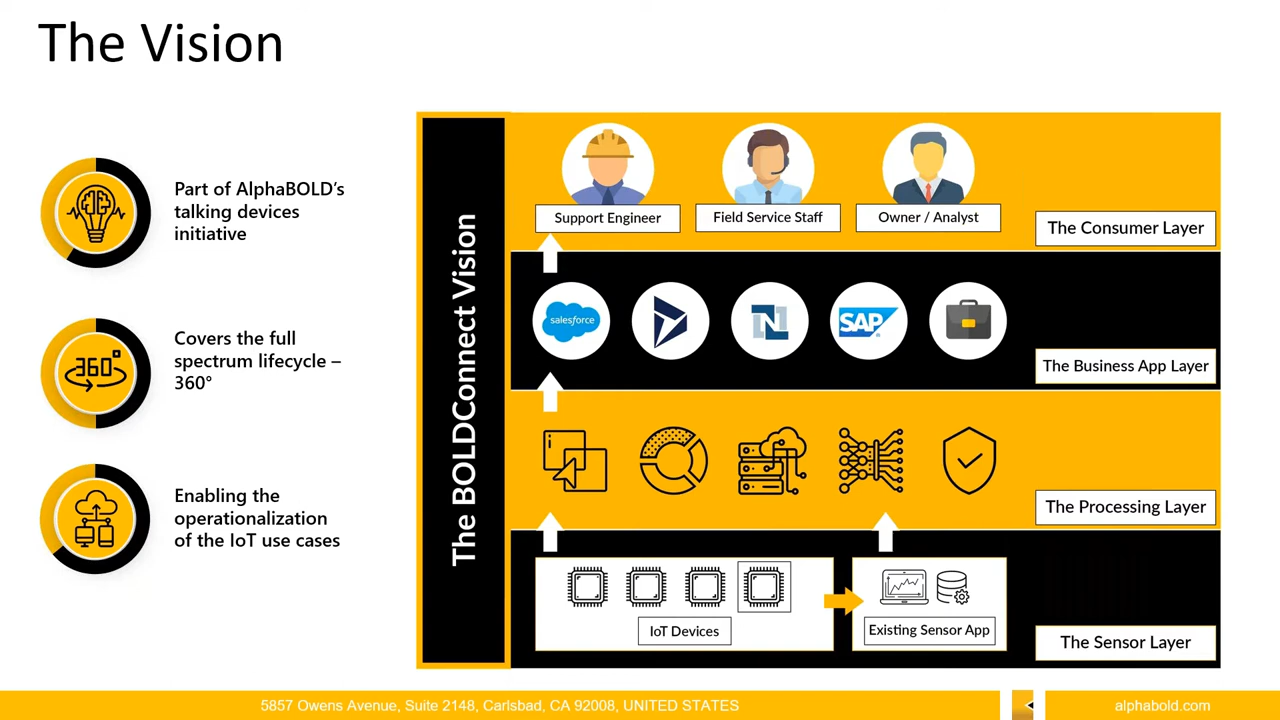 The Vision
Part of AlphaBOLD’s
talking devices
initiative
360°
Covers the full
spectrum lifecycle –
360°
Enabling the
operationalization
of the IoT use cases
The BOLDConnect Vision
Support Engineer
Field Service Staff
Owner / Analyst
The Consumer Layer
salesforce
N
SAP
The Business App Layer
The Processing Layer
IoT Devices
Existing Sensor App
The Sensor Layer
5857 Owens Avenue, Suite 2148, Carlsbad, CA 92008, UNITED STATES
alphabold.com